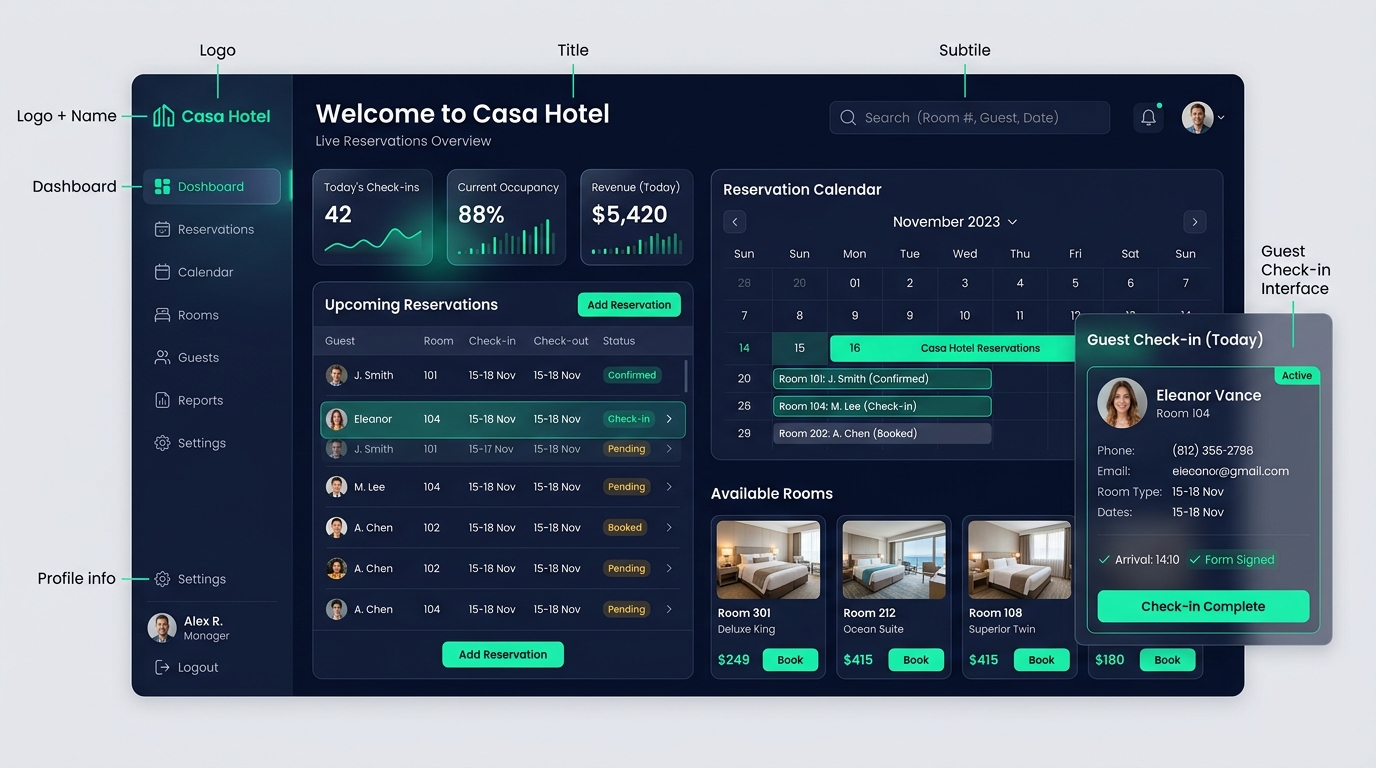 Logo
Title
Subtile
Logo + Name
Casa Hotel
Welcome to Casa Hotel
Live Reservations Overview
Search (Room #, Guest, Date)
Dashboard
Doshboard
Reservations
Calendar
Rooms
Guests
Reports
Settings
Profile info
Settings
Alex R.
Manager
Logout
Today's Check-ins
42
Current Occupancy
88%
Revenue (Today)
$5,420
Upcoming Reservations
Add Reservation
Guest Room Check-in Check-out Status
J. Smith 101 15-18 Nov 15-18 Nov Confirmed
Eleanor 104 15-18 Nov 15-18 Nov Gheck-in
J. Smith 101 15-17 Nov 15-18 Nov Pending
M. Lee 104 15-18 Nov 15-18 Nov Pending
A. Chen 102 15-18 Nov 15-18 Nov Booked
A. Chen 102 15-18 Nov 15-18 Nov Pending
A. Chen 104 15-18 Nov 15-18 Nov Pending
Add Reservation
Reservation Calendar
November 2023
Sun Sun Mon Tue Wed Thu Fri Sat Sun
28 20 01 2 3 4 5 6 7
7 8 9 9 10 11 12
14 15 16 Casa Hotel Reservations
20 Room 101: J. Smith (Confirmed)
26 Room 104: M. Lee (Check-in)
29 Room 202: A. Chen (Booked)
Available Rooms
Room 301
Deluxe King
$249 Book
Room 212
Ocean Suite
$415 Book
Room 108
Superior Twin
$415 Book
$180 Book
Guest
Check-in
Interface
Guest Check-in (Today)
Active
Eleanor Vance
Room 104
Phone: (812) 355-2798
Email: eleconor@gmail.com
Room Type: 15-18 Nov
Dates: 15-18 Nov
Arrival: 14:10 Form Signed
Check-in Complete